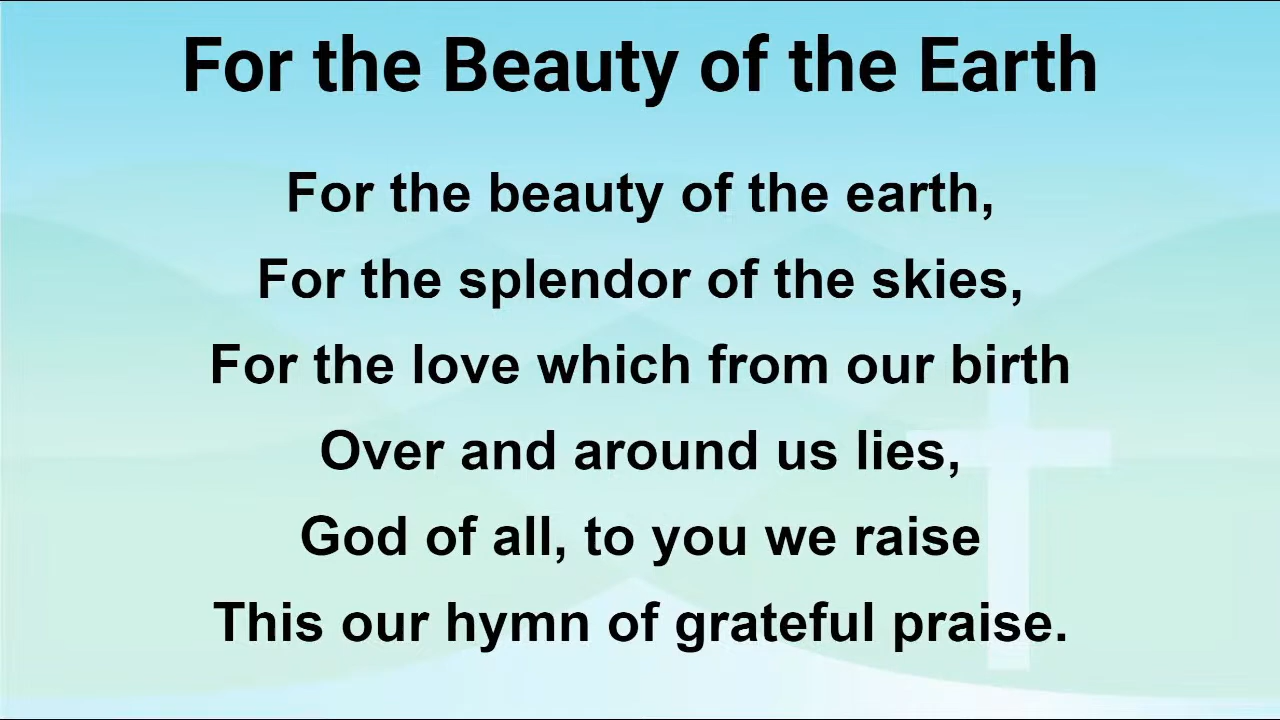 For the Beauty of the Earth
For the beauty of the earth,
For the splendor of the skies,
For the love which from our birth
Over and around us lies,
God of all, to you we raise
This our hymn of grateful praise.